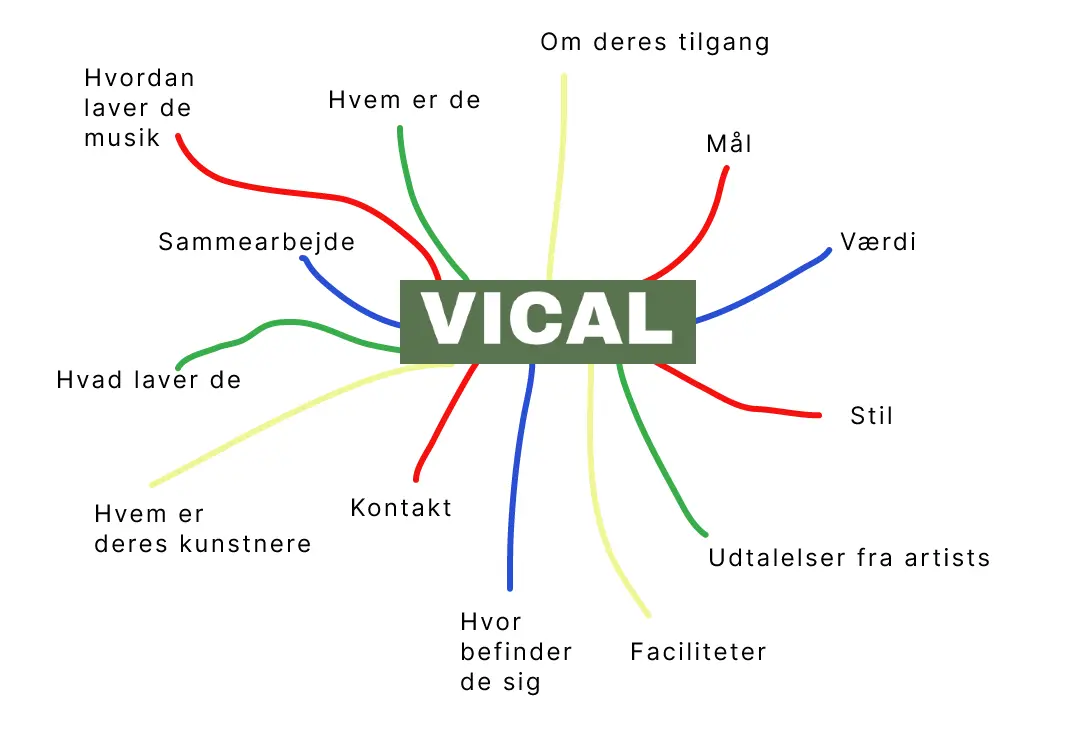 Om deres tilgang
Hvordan
laver de
musik
Hvem er de
Mål
Sammearbejde
Værdi
VICAL
Hvad laver de
Stil
Hvem er
deres kunstnere
Kontakt
Udtalelser fra artists
Hvor
befinder
de sig
Faciliteter